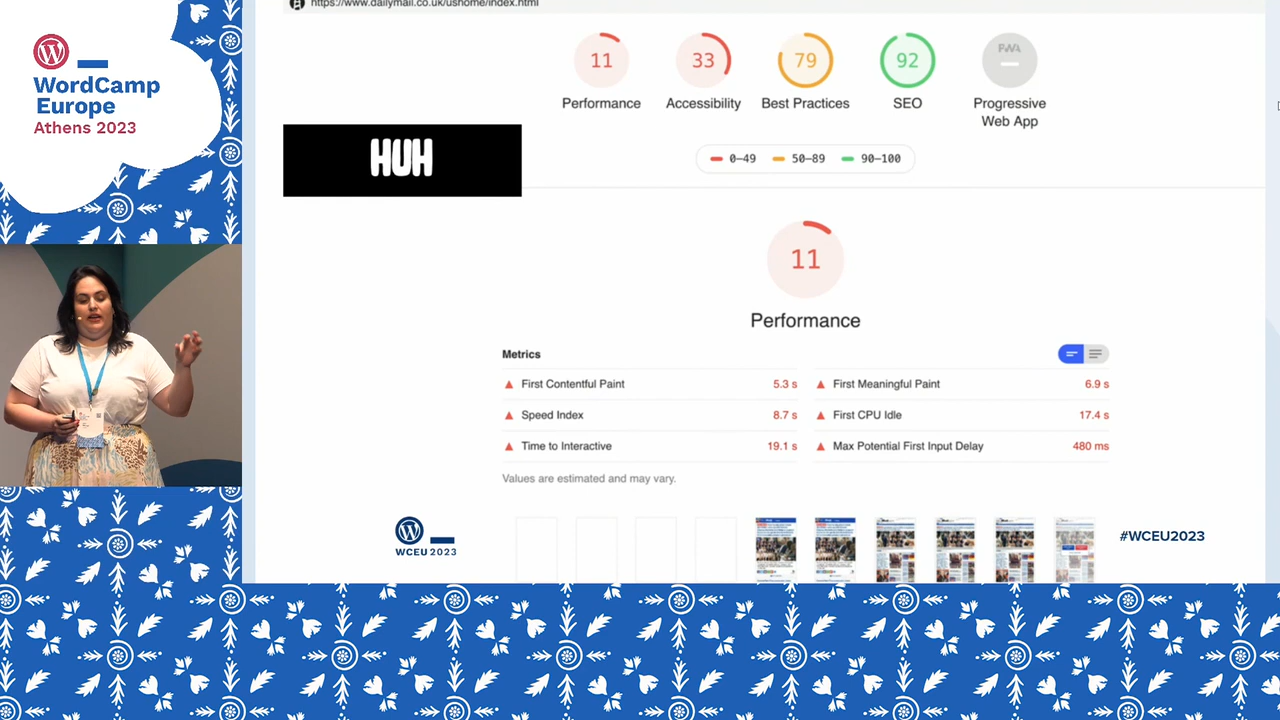 WordCamp
Europe
Athens 2023
https://www.dailymail.co.uk/ushome/index.html
11
33
79
92
PWA
Performance
Accessibility
Best Practices
SEO
Progressive
Web App
HUH
0–49
50–89
90–100
11
Performance
Metrics
First Contentful Paint 5.3 s
First Meaningful Paint 6.9 s
Speed Index 8.7 s
First CPU Idle 17.4 s
Time to Interactive 19.1 s
Max Potential First Input Delay 480 ms
Values are estimated and may vary.
WCEU 2023
#WCEU2023